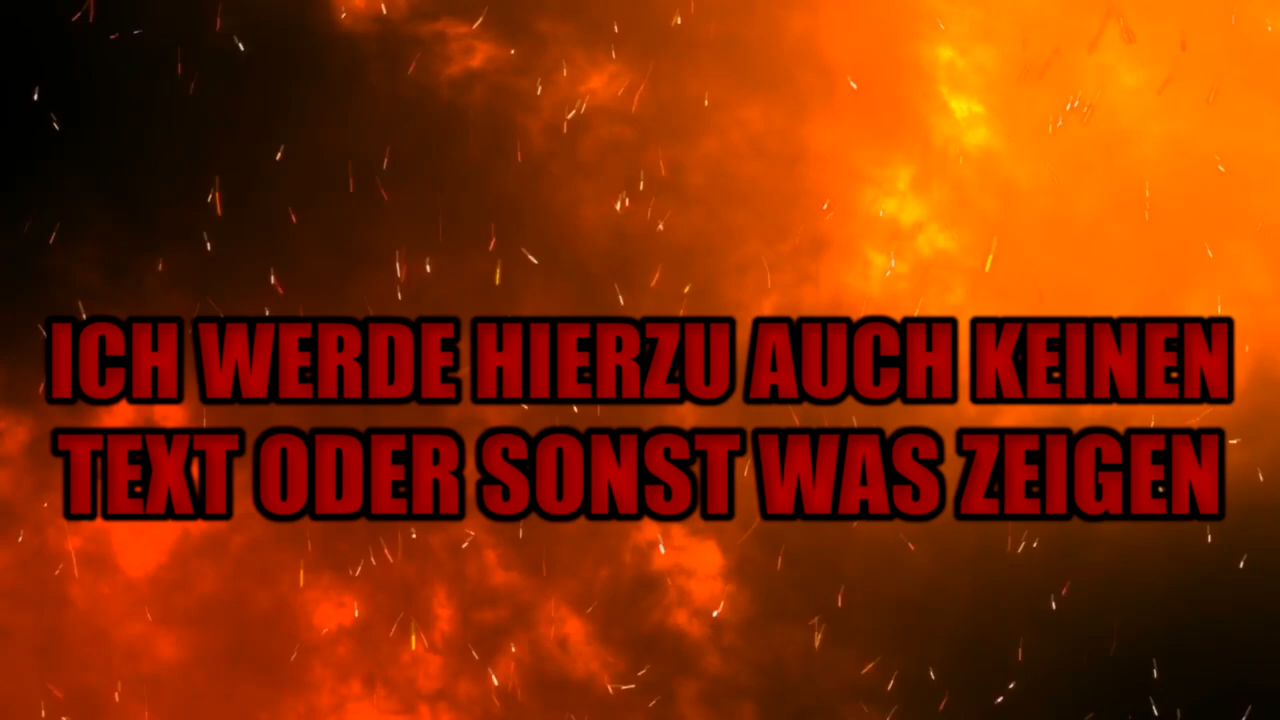 ICH WERDE HIERZU AUCH KEINEN
TEXT ODER SONST WAS ZEIGEN